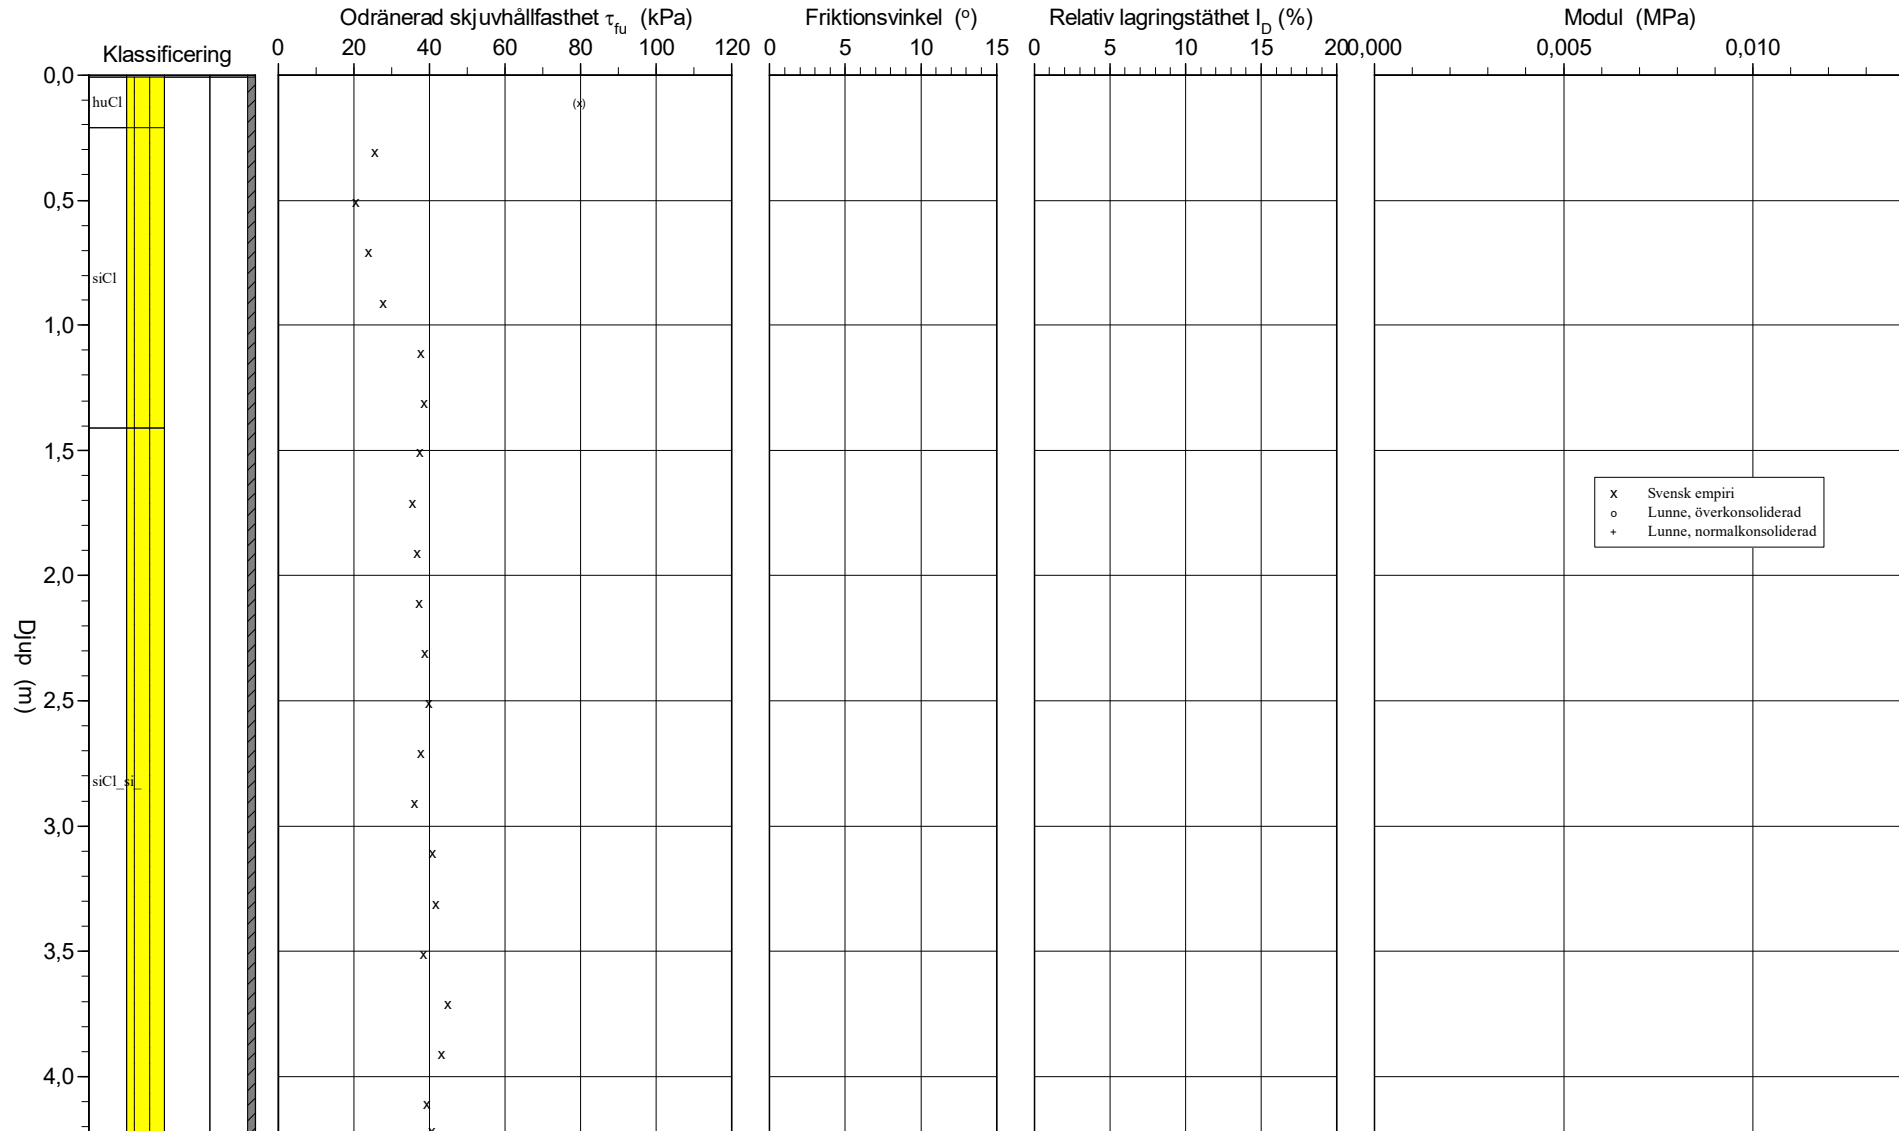 Odränerad skjuvhållfasthet τfu (kPa)
Friktionsvinkel (o)
Relativ lagringstäthet ID (%)
Modul (MPa)
Klassificering
0 20 40 60 80 100 120
0 5 10 15
0 5 10 15 20
0,000 0,005 0,010
0,0
huCl
(x)
x
0,5
x
x
siCl
x
1,0
x
x
1,5
x
x Svensk empiri
o Lunne, överkonsoliderad
+ Lunne, normalkonsoliderad
x
x
2,0
x
x
Djup (m)
2,5
x
x
siCl_si_
x
3,0
x
x
3,5
x
x
x
4,0
x
x